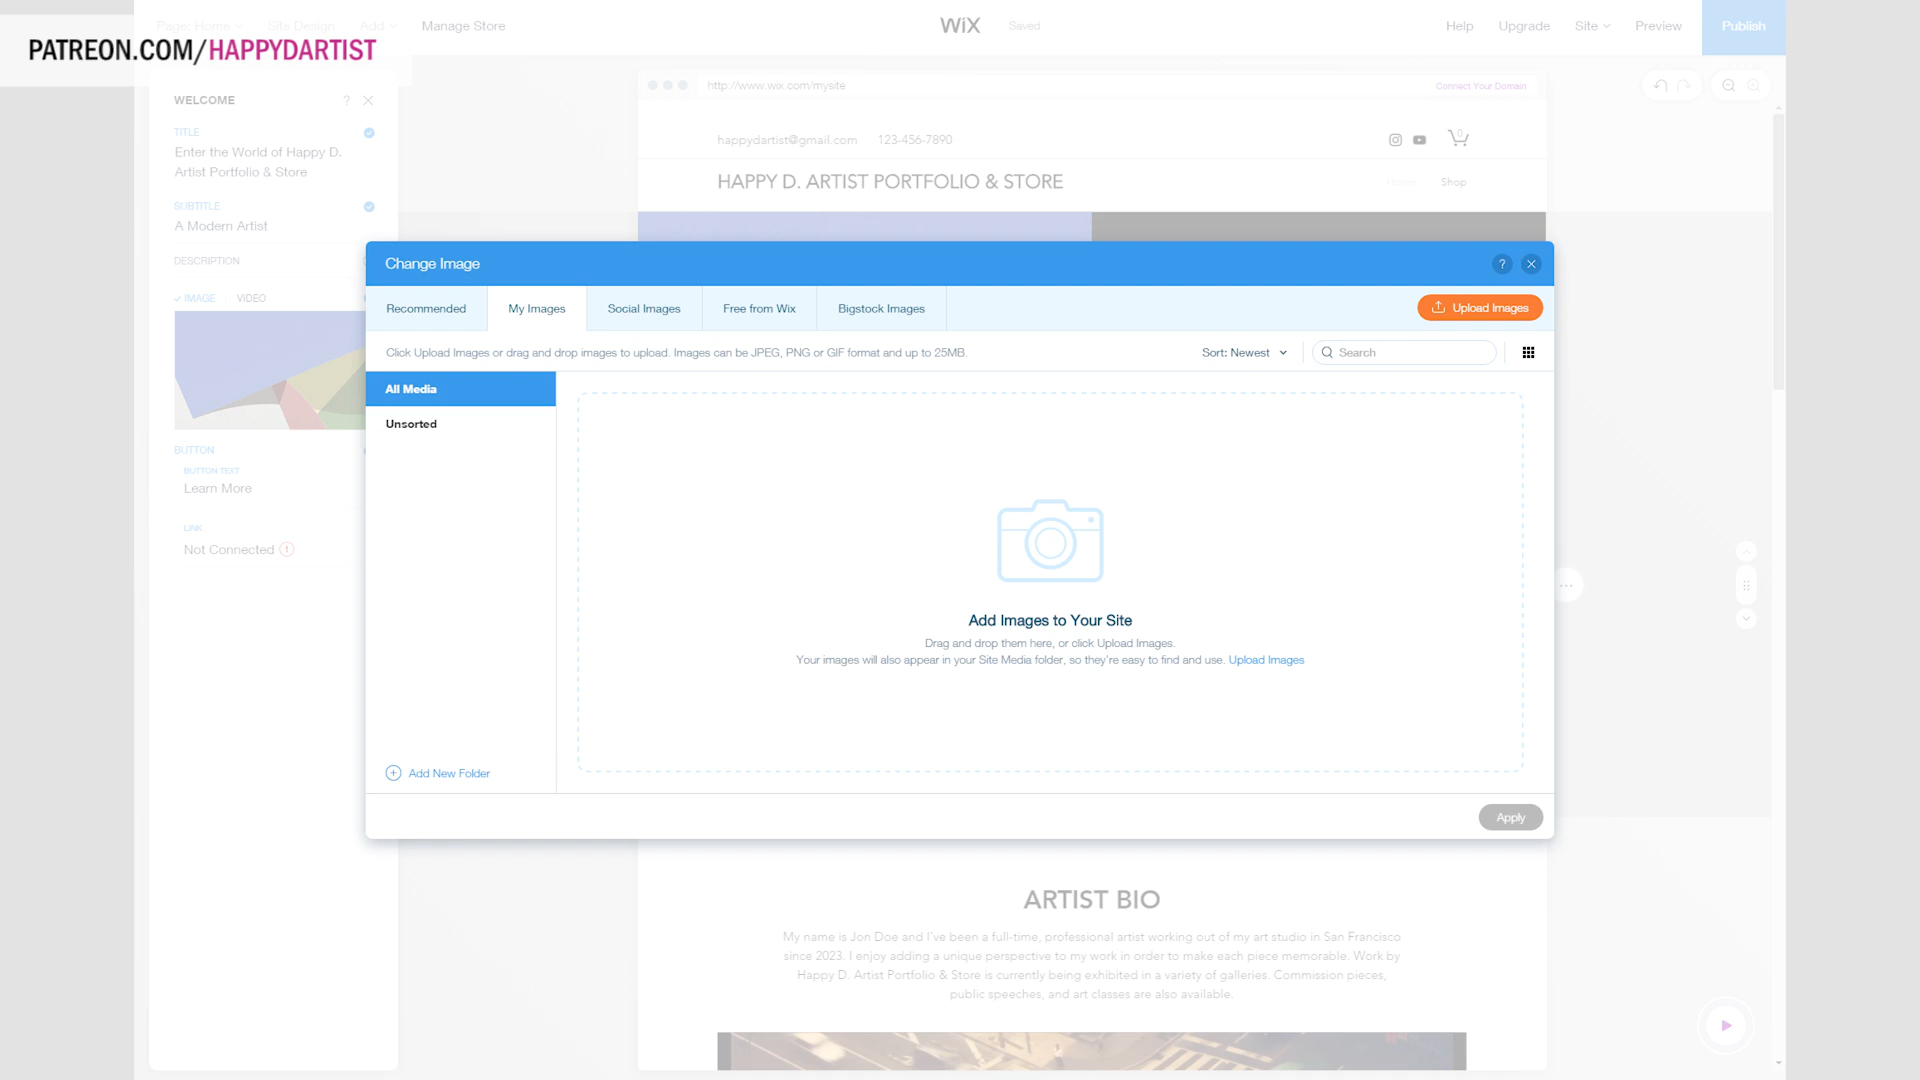 Page: Home
Site Design
Add
Manage Store
WiX
Saved
Help
Upgrade
Site
Preview
Publish
PATREON.COM/HAPPYDARTIST
WELCOME
?
TITLE
Enter the World of Happy D.
Artist Portfolio & Store
SUBTITLE
A Modern Artist
DESCRIPTION
IMAGE
VIDEO
BUTTON
BUTTON TEXT
Learn More
LINK
Not Connected
http://www.wix.com/mysite
Connect Your Domain
happydartist@gmail.com
123-456-7890
0
HAPPY D. ARTIST PORTFOLIO & STORE
Home
Shop
Change Image
?
Recommended
My Images
Social Images
Free from Wix
Bigstock Images
Upload Images
Click Upload Images or drag and drop images to upload. Images can be JPEG, PNG or GIF format and up to 25MB.
Sort: Newest
Search
All Media
Unsorted
Add Images to Your Site
Drag and drop them here, or click Upload Images.
Your images will also appear in your Site Media folder, so they're easy to find and use. Upload Images
Add New Folder
Apply
ARTIST BIO
My name is Jon Doe and I've been a full-time, professional artist working out of my art studio in San Francisco
since 2023. I enjoy adding a unique perspective to my work in order to make each piece memorable. Work by
Happy D. Artist Portfolio & Store is currently being exhibited in a variety of galleries. Commission pieces,
public speeches, and art classes are also available.